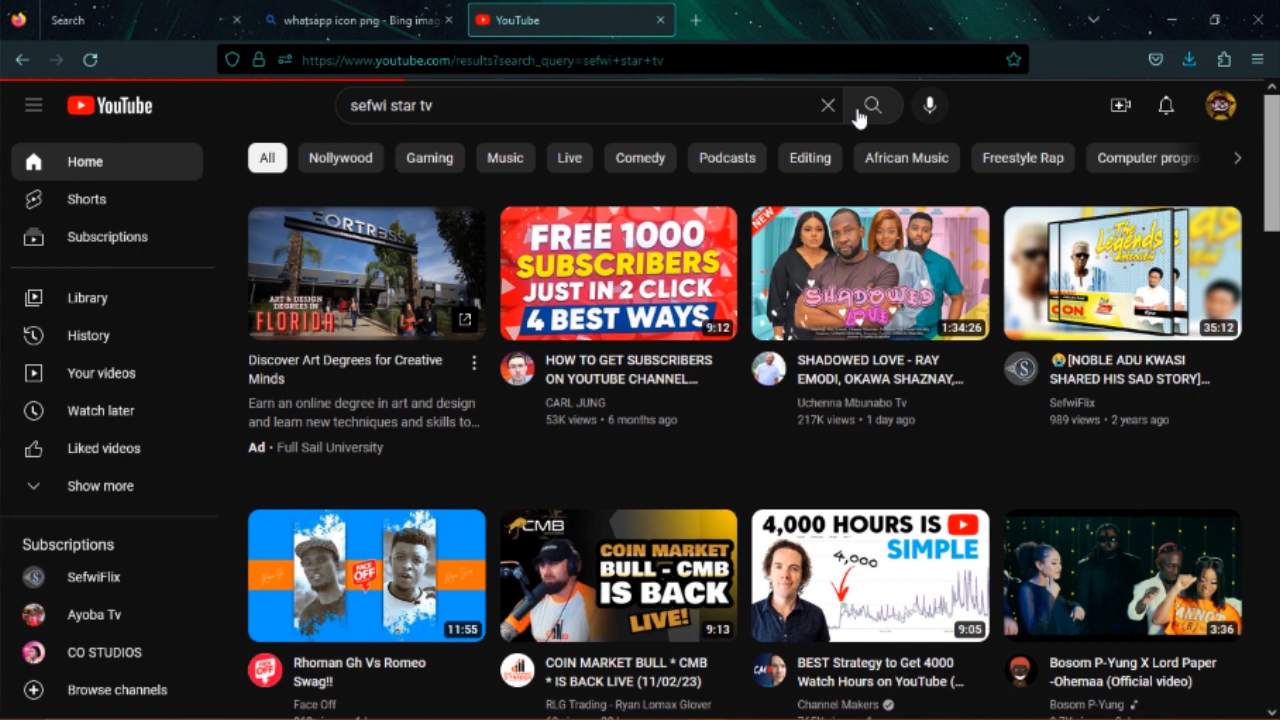 Search
whatsapp icon png - Bing imag
YouTube
https://www.youtube.com/results?search_query=sefwi+star+tv
YouTube
sefwi star tv
All
Nollywood
Gaming
Music
Live
Comedy
Podcasts
Editing
African Music
Freestyle Rap
Computer progra
Home
Shorts
Subscriptions
Library
History
Your videos
Watch later
Liked videos
Show more
Subscriptions
SefwiFlix
Ayoba Tv
CO STUDIOS
Browse channels
FORTRESS
ART & DESIGN
DEGREES IN
FLORIDA
Discover Art Degrees for Creative
Minds
Earn an online degree in art and design
and learn new techniques and skills to...
Ad • Full Sail University
FREE 1000
SUBSCRIBERS
JUST IN 2 CLICK
4 BEST WAYS
9:12
HOW TO GET SUBSCRIBERS
ON YOUTUBE CHANNEL...
CARL JUNG
53K views • 6 months ago
NEW
SHADOWED
LOVE
1:34:26
SHADOWED LOVE - RAY
EMODI, OKAWA SHAZNAY,...
Uchenna Mbunabo Tv
217K views • 1 day ago
The
Legends
CON
35:12
😭[NOBLE ADU KWASI
SHARED HIS SAD STORY]...
SefwiFlix
989 views • 2 years ago
FACE
OFF
11:55
FACE
OFF
Rhoman Gh Vs Romeo
Swag!!
Face Off
CMB
COIN MARKET
BULL - CMB
IS BACK
LIVE!
9:13
COIN MARKET BULL * CMB
* IS BACK LIVE (11/02/23)
RLG Trading - Ryan Lomax Glover
4,000 HOURS IS
SIMPLE
4,000
9:05
BEST Strategy to Get 4000
Watch Hours on YouTube (...
Channel Makers
3:36
Bosom P-Yung X Lord Paper
-Ohemaa (Official video)
Bosom P-Yung